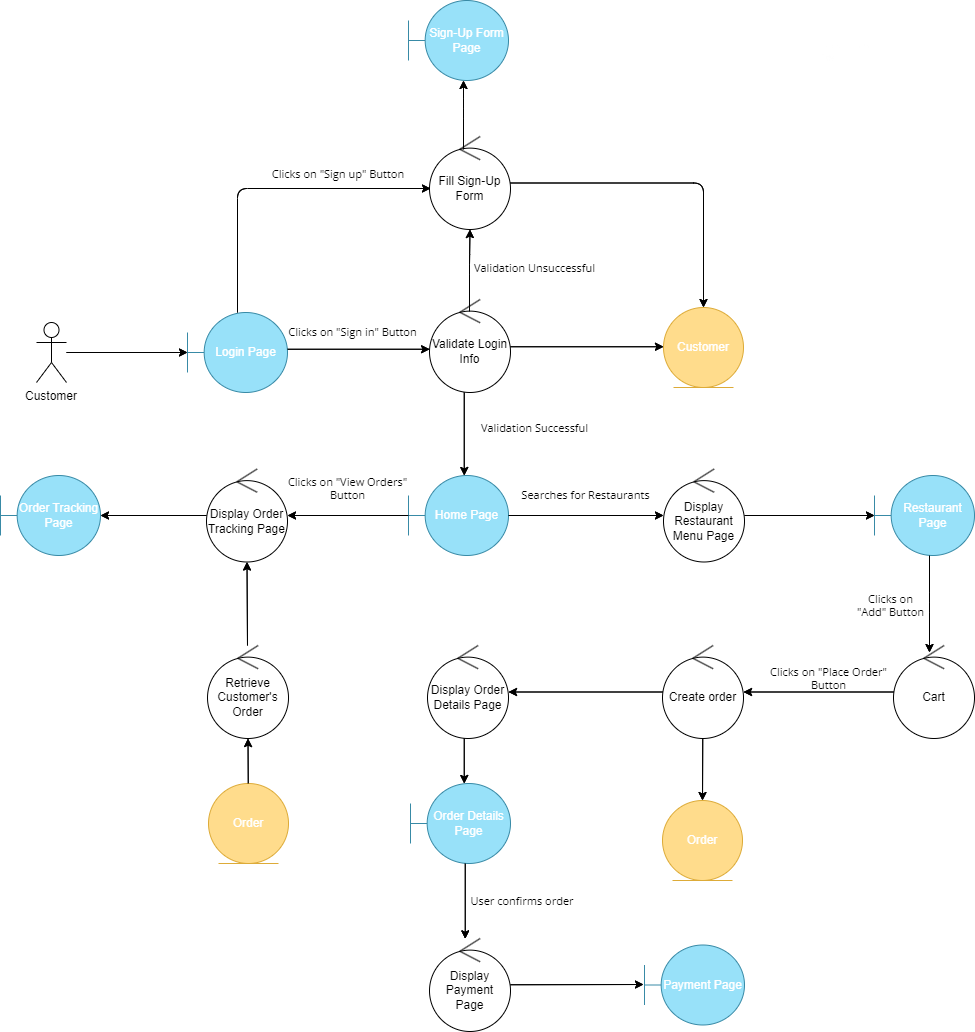 Sign-Up Form
Page
Clicks on "Sign up" Button
Fill Sign-Up
Form
Validation Unsuccessful
Clicks on "Sign in" Button
Login Page
Validate Login
Info
Customer
Customer
Validation Successful
Clicks on "View Orders"
Button
Searches for Restaurants
Order Tracking
Page
Display Order
Tracking Page
Home Page
Display
Restaurant
Menu Page
Restaurant
Page
Clicks on
"Add" Button
Retrieve
Customer's
Order
Display Order
Details Page
Create order
Clicks on "Place Order"
Button
Cart
Order
Order Details
Page
Order
User confirms order
Display
Payment
Page
Payment Page